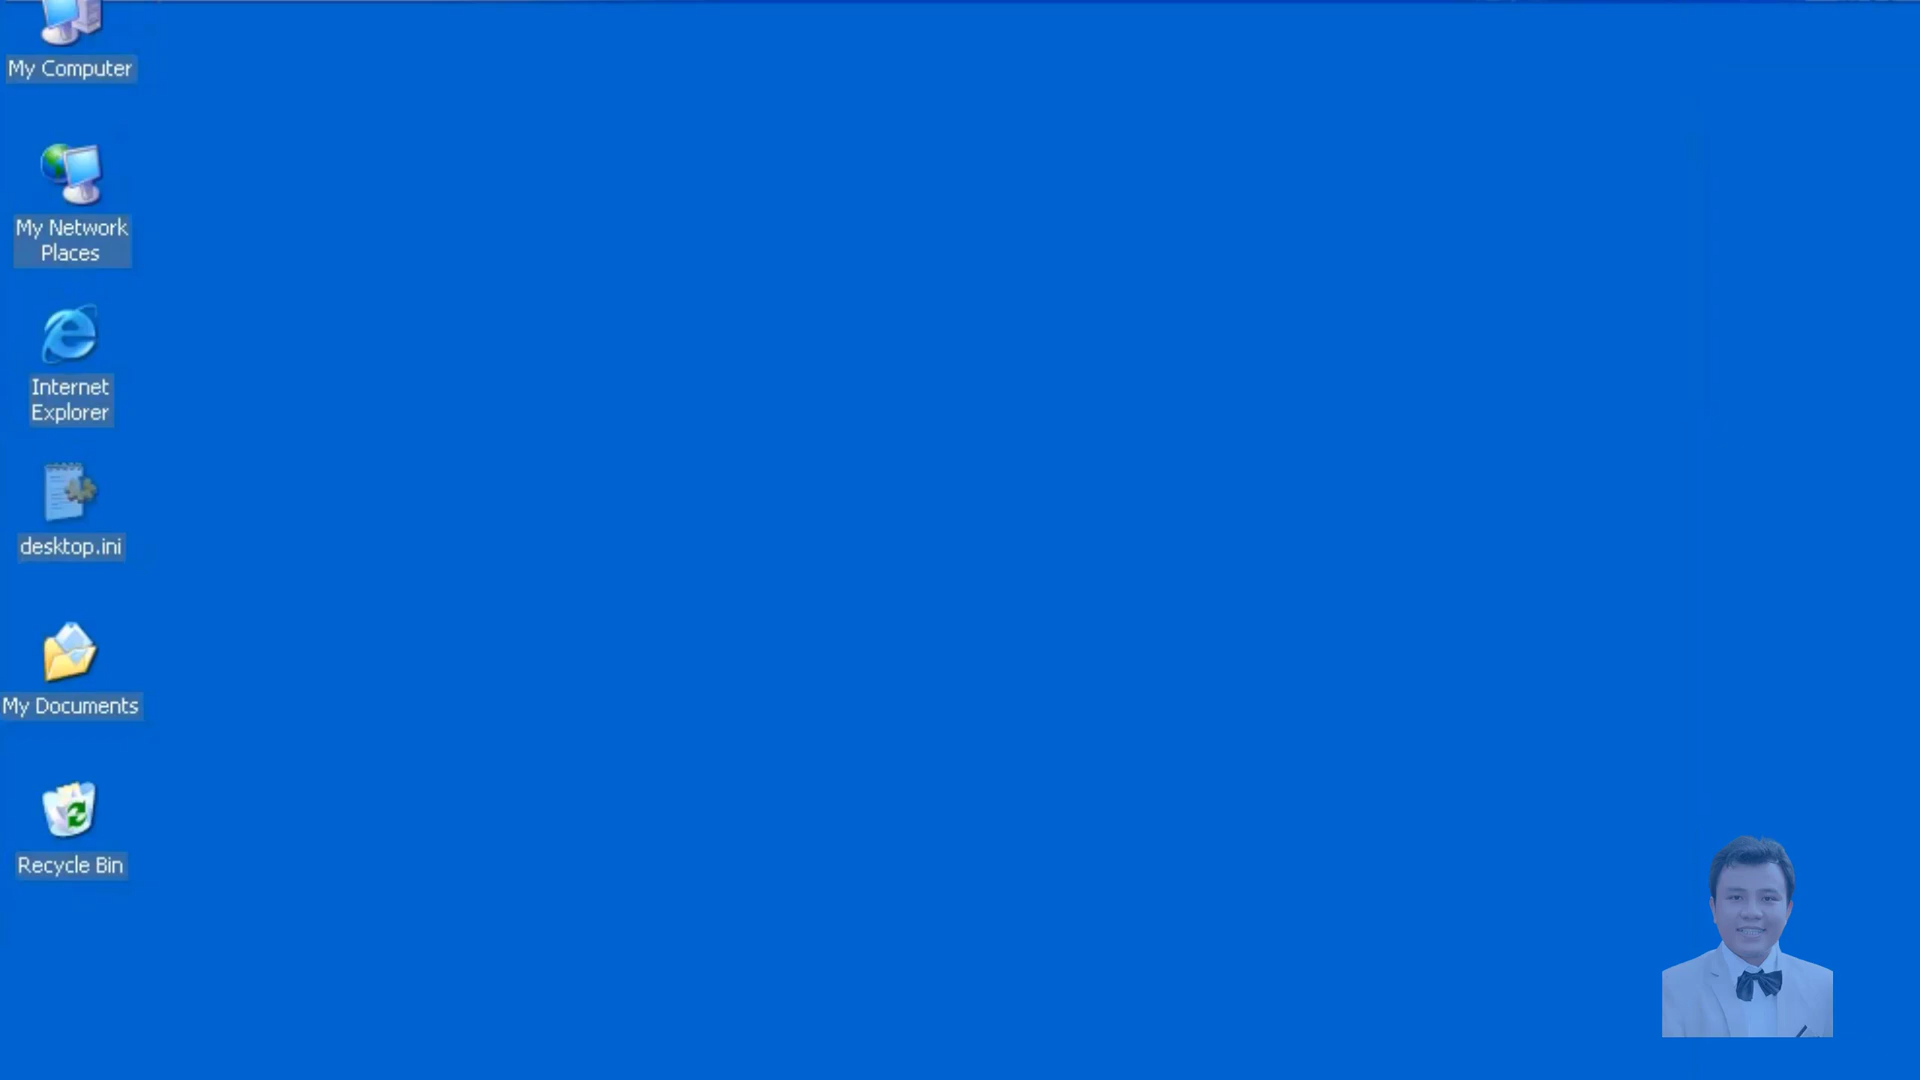 My Computer
My Network
Places
Internet
Explorer
desktop.ini
My Documents
Recycle Bin